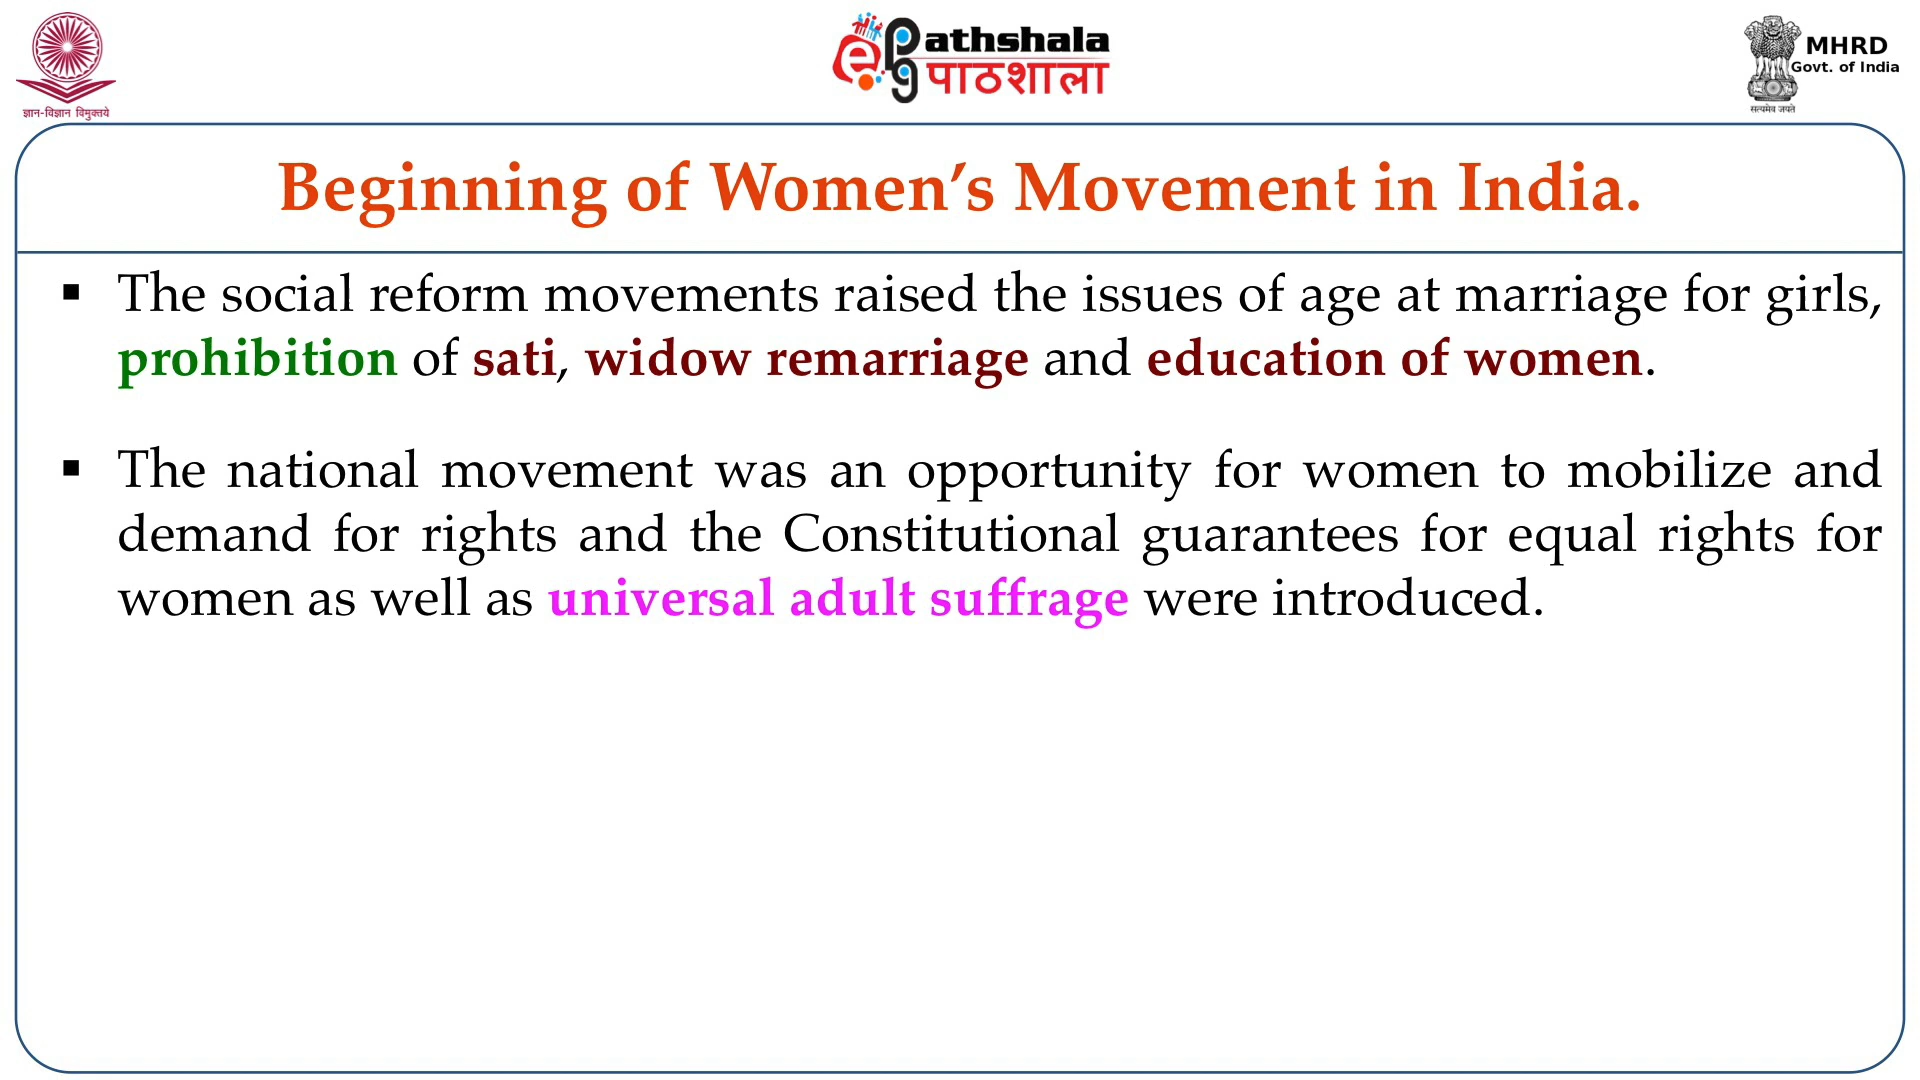 ज्ञान-विज्ञान विमुक्तये
ePG Pathshala
पाठशाला
MHRD
Govt. of India
सत्यमेव जयते
Beginning of Women’s Movement in India.
▪ The social reform movements raised the issues of age at marriage for girls,
prohibition of sati, widow remarriage and education of women.
▪ The national movement was an opportunity for women to mobilize and
demand for rights and the Constitutional guarantees for equal rights for
women as well as universal adult suffrage were introduced.